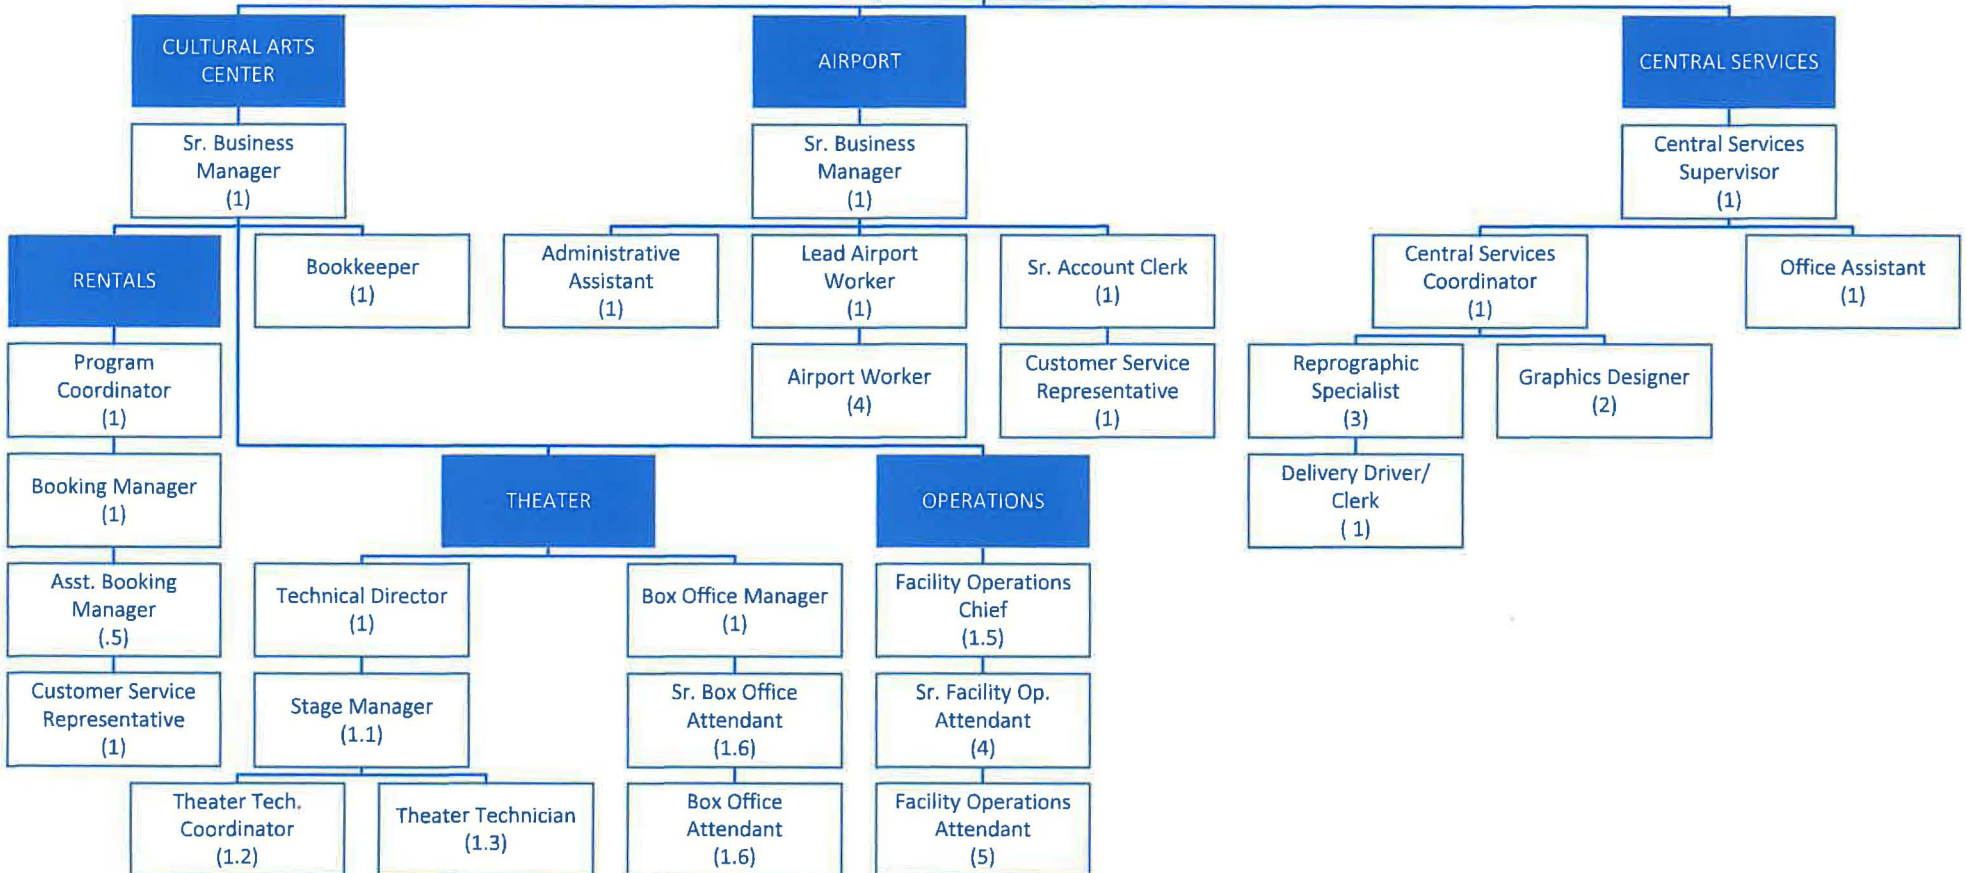 CULTURAL ARTS
CENTER
AIRPORT
CENTRAL SERVICES
Sr. Business
Manager
(1)
Sr. Business
Manager
(1)
Central Services
Supervisor
(1)
RENTALS
Bookkeeper
(1)
Administrative
Assistant
(1)
Lead Airport
Worker
(1)
Sr. Account Clerk
(1)
Central Services
Coordinator
(1)
Office Assistant
(1)
Program
Coordinator
(1)
Airport Worker
(4)
Customer Service
Representative
(1)
Reprographic
Specialist
(3)
Graphics Designer
(2)
Booking Manager
(1)
THEATER
OPERATIONS
Delivery Driver/
Clerk
( 1)
Asst. Booking
Manager
(.5)
Technical Director
(1)
Box Office Manager
(1)
Facility Operations
Chief
(1.5)
Customer Service
Representative
(1)
Stage Manager
(1.1)
Sr. Box Office
Attendant
(1.6)
Sr. Facility Op.
Attendant
(4)
Theater Tech.
Coordinator
(1.2)
Theater Technician
(1.3)
Box Office
Attendant
(1.6)
Facility Operations
Attendant
(5)